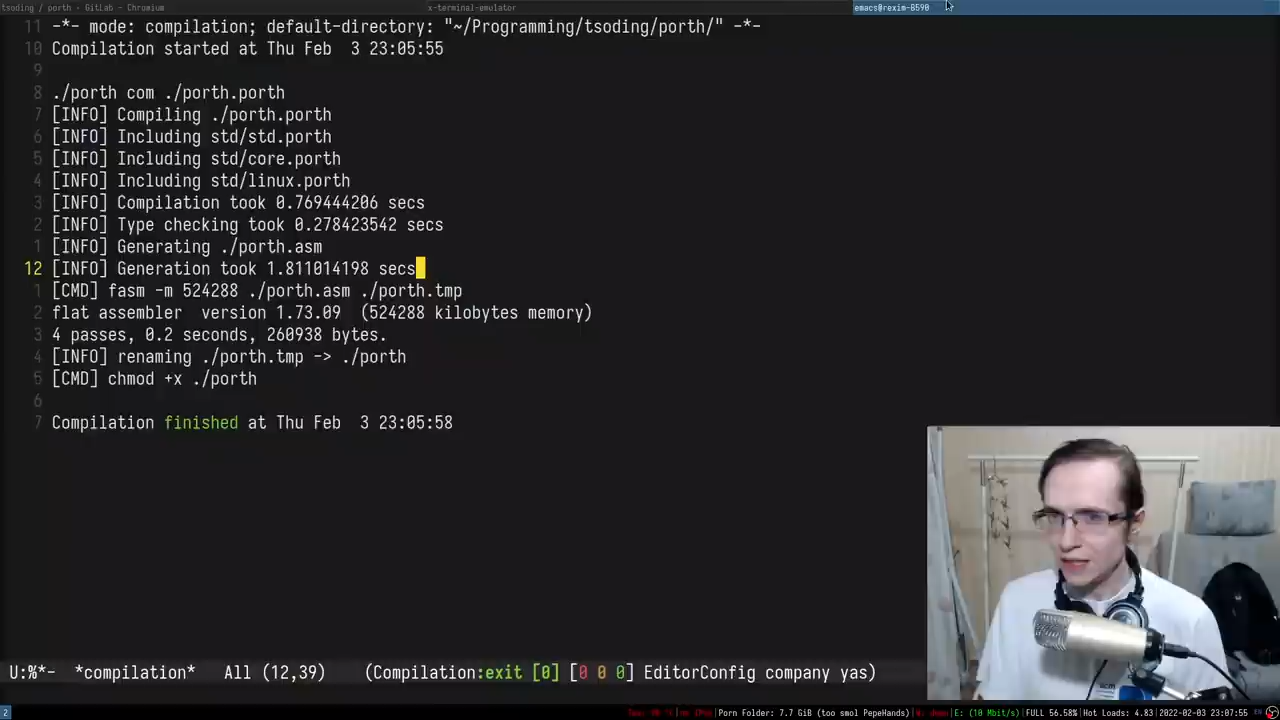 tsoding / porth · GitLab - Chromium
x-terminal-emulator
emacs@rexim-B590
11 -*- mode: compilation; default-directory: "~/Programming/tsoding/porth/" -*-
10 Compilation started at Thu Feb  3 23:05:55
9
8 ./porth com ./porth.porth
7 [INFO] Compiling ./porth.porth
6 [INFO] Including std/std.porth
5 [INFO] Including std/core.porth
4 [INFO] Including std/linux.porth
3 [INFO] Compilation took 0.769444206 secs
2 [INFO] Type checking took 0.278423542 secs
1 [INFO] Generating ./porth.asm
12 [INFO] Generation took 1.811014198 secs
1 [CMD] fasm -m 524288 ./porth.asm ./porth.tmp
2 flat assembler  version 1.73.09  (524288 kilobytes memory)
3 4 passes, 0.2 seconds, 260938 bytes.
4 [INFO] renaming ./porth.tmp -> ./porth
5 [CMD] chmod +x ./porth
6
7 Compilation finished at Thu Feb  3 23:05:58
U:%*-  *compilation*   All (12,39)    (Compilation:exit [0] [0 0 0] EditorConfig company yas)
2 Porn Folder: 7.7 GiB (too smol PepeHands) W: down E: (10 Mbit/s) FULL 56.58% Hot Loads: 4.83 2022-02-03 23:07:55 EN